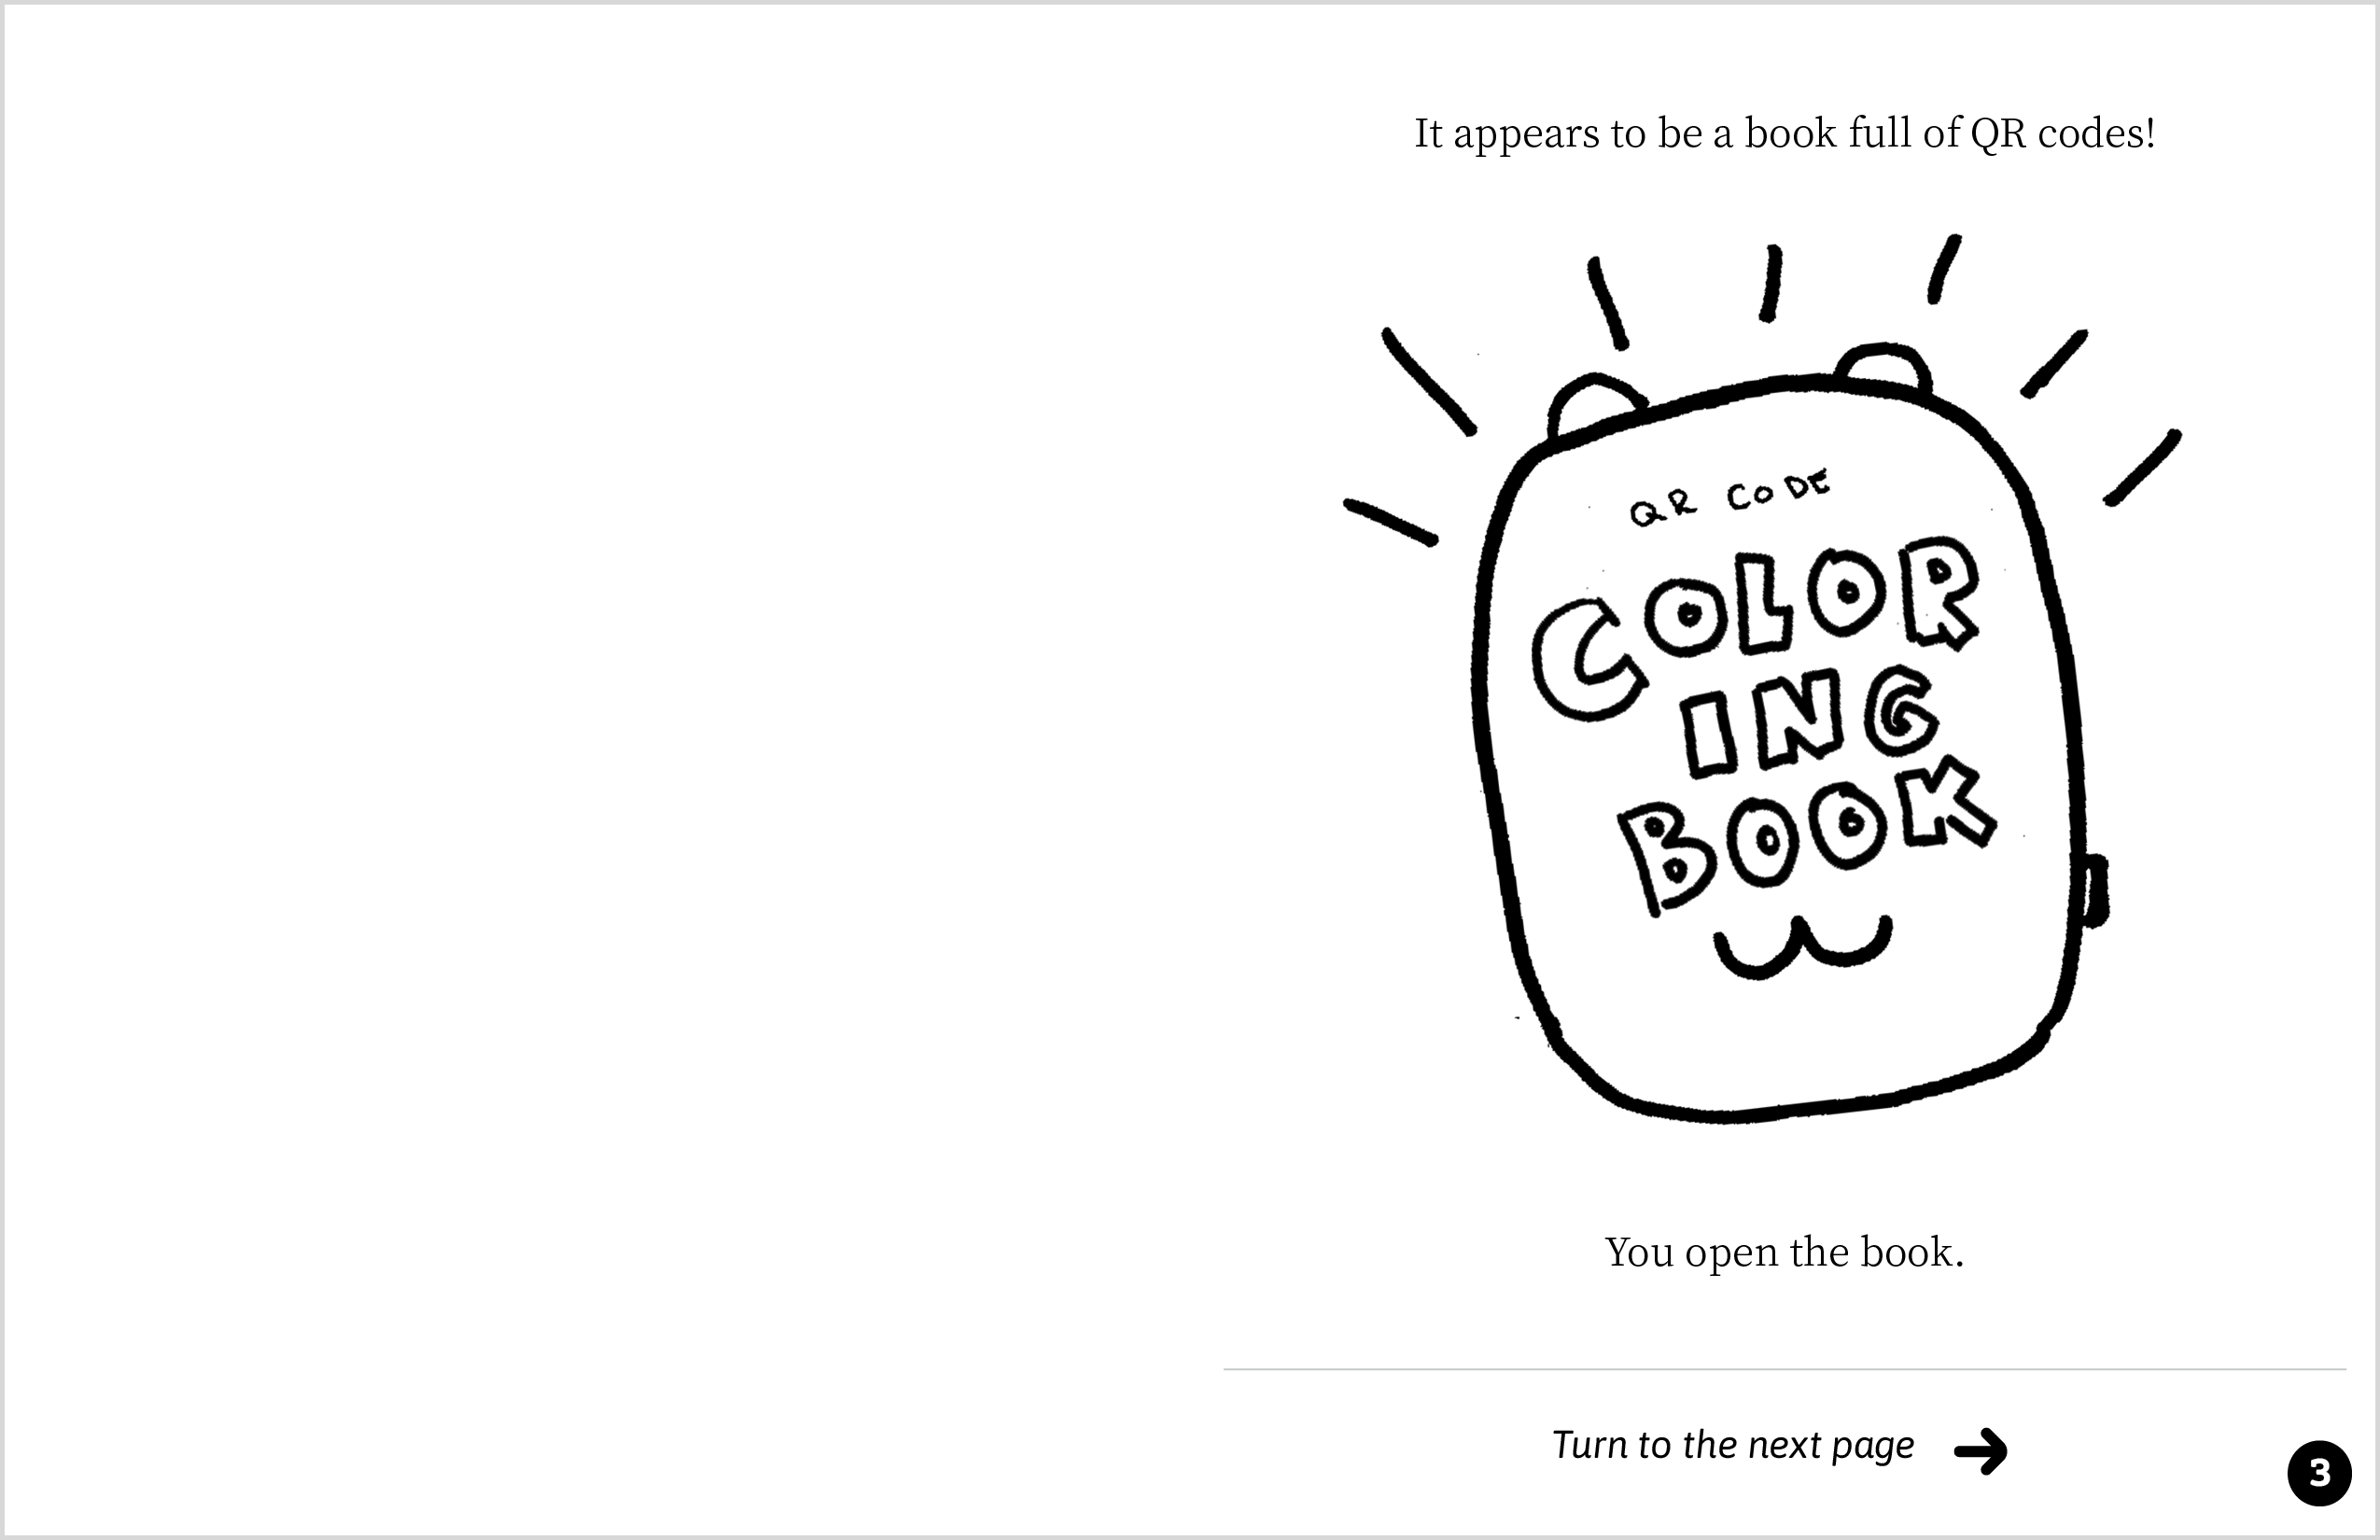 It appears to be a book full of QR codes!
QR CODE
COLOR
ING
BOOK
You open the book.
Turn to the next page
3